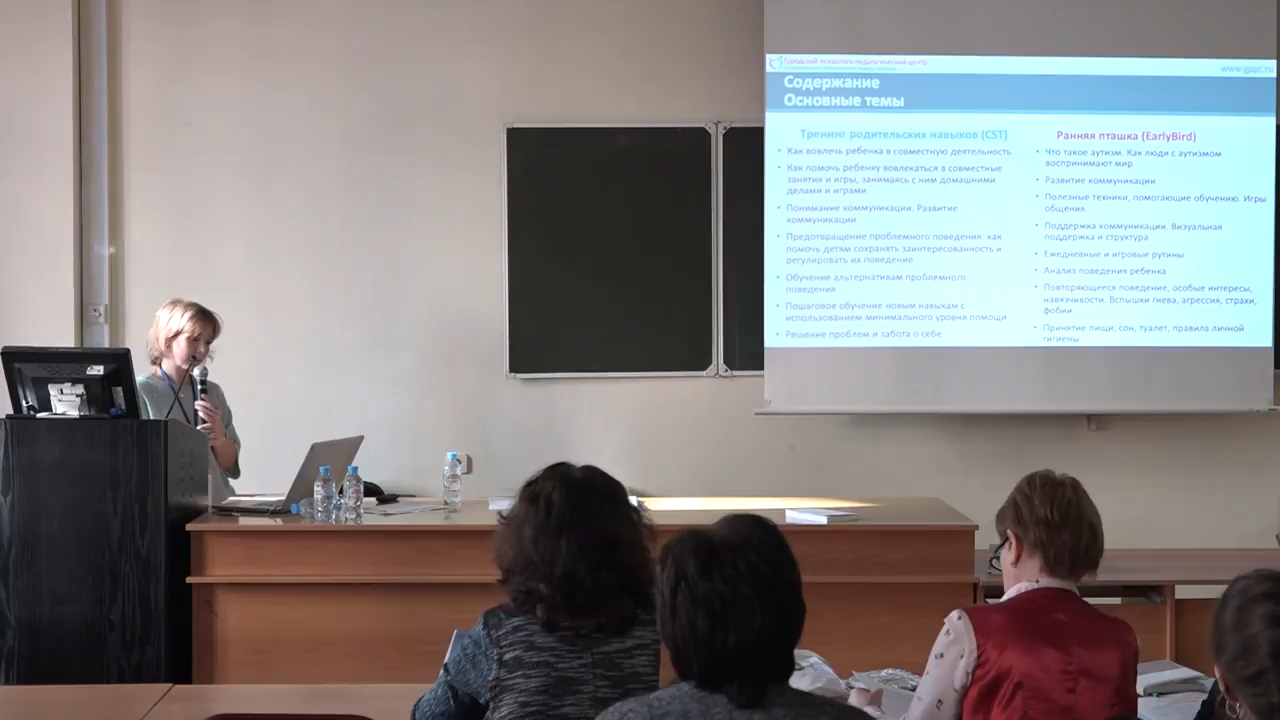 Городской психолого-педагогический центр
www.gppc.ru
Содержание
Основные темы
Тренинг родительских навыков (CST)
• Как вовлечь ребенка в совместную деятельность
• Как помочь ребенку вовлекаться в совместные
занятия и игры, занимаясь с ним домашними
делами и играми
• Понимание коммуникации. Развитие
коммуникации
• Предотвращение проблемного поведения: как
помочь детям сохранять заинтересованность и
регулировать их поведение
• Обучение альтернативам проблемного
поведения
• Пошаговое обучение новым навыкам с
использованием минимального уровня помощи
• Решение проблем и забота о себе
Ранняя пташка (EarlyBird)
• Что такое аутизм. Как люди с аутизмом
воспринимают мир
• Развитие коммуникации
• Полезные техники, помогающие обучению. Игры
общения
• Поддержка коммуникации. Визуальная
поддержка и структура
• Ежедневные и игровые рутины
• Анализ поведения ребенка
• Повторяющееся поведение, особые интересы,
навязчивости. Вспышки гнева, агрессия, страхи,
фобии
• Принятие пищи, сон, туалет, правила личной
гигиены